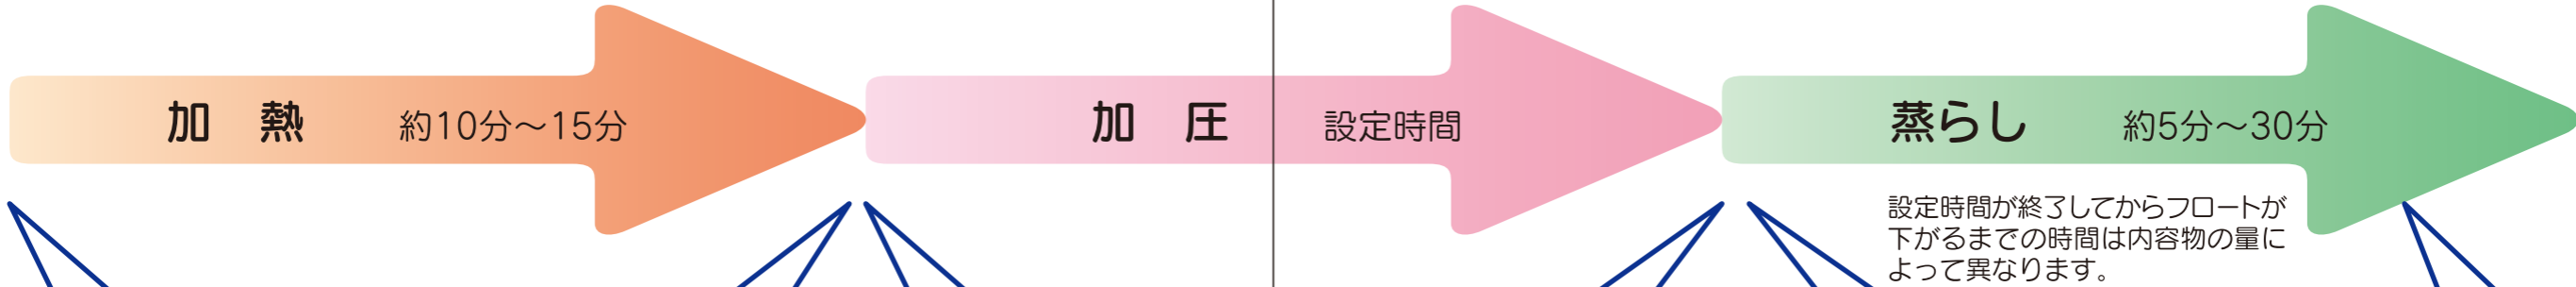 加 熱 約10分～15分
加 圧 設定時間
蒸らし 約5分～30分
設定時間が終了してからフロートが
下がるまでの時間は内容物の量に
よって異なります。